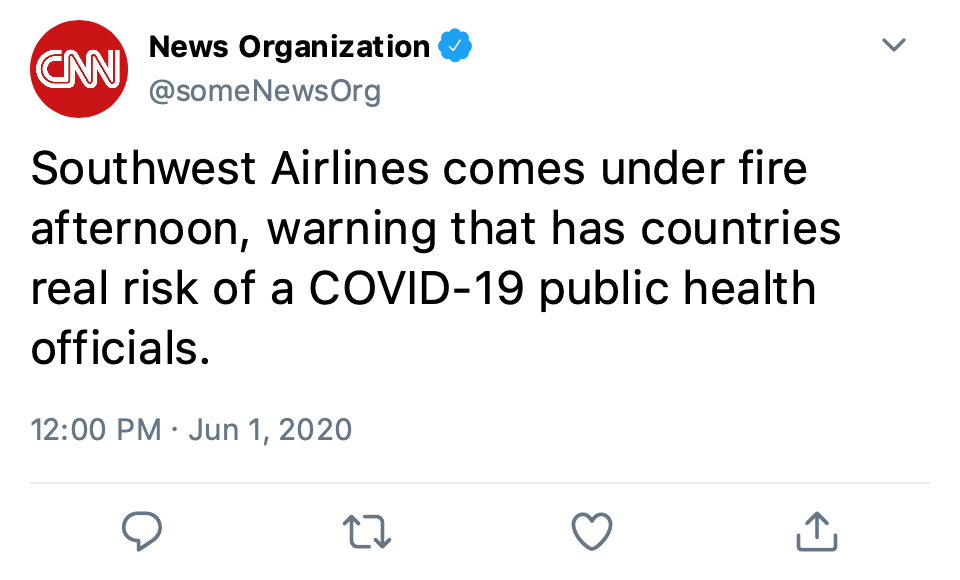 CNN
News Organization
@someNewsOrg
Southwest Airlines comes under fire
afternoon, warning that has countries
real risk of a COVID-19 public health
officials.
12:00 PM · Jun 1, 2020